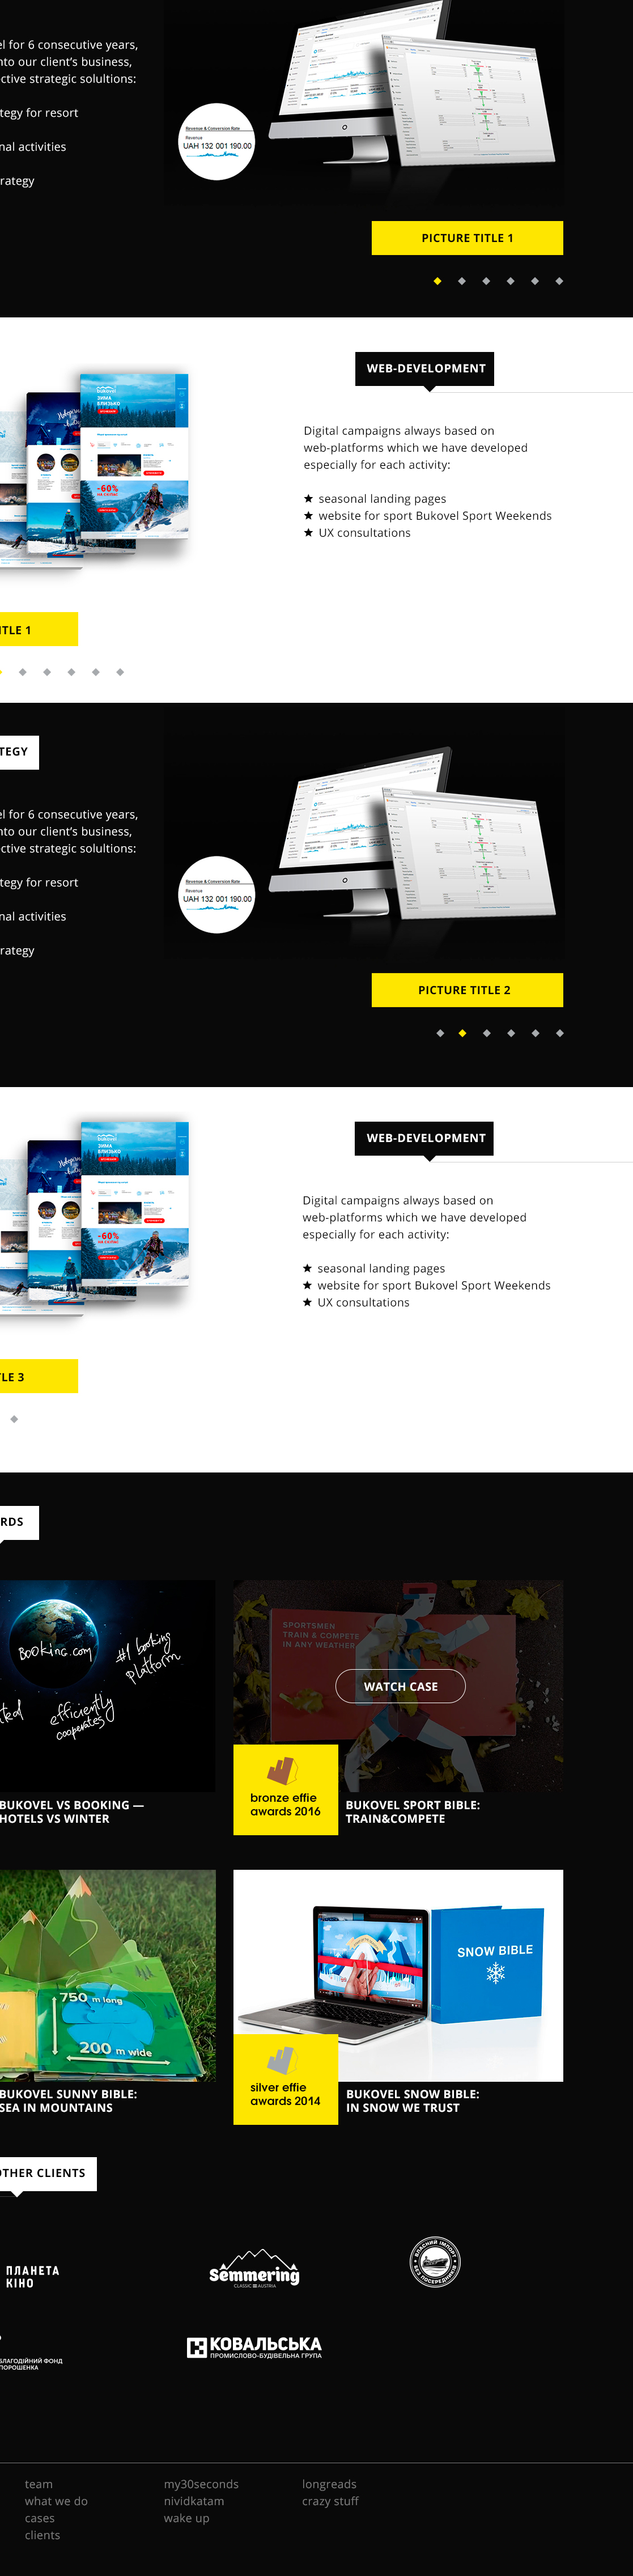 el for 6 consecutive years,
nto our client's business,
ctive strategic solultions:
tegy for resort
nal activities
rategy
Revenue & Conversion Rate
Revenue
UAH 132 001 190.00
PICTURE TITLE 1
WEB-DEVELOPMENT
Digital campaigns always based on
web-platforms which we have developed
especially for each activity:
★ seasonal landing pages
★ website for sport Bukovel Sport Weekends
★ UX consultations
bukovel
ЗИМА
БЛИЗЬКО
-60%
ITLE 1
TEGY
el for 6 consecutive years,
nto our client's business,
ctive strategic solultions:
tegy for resort
nal activities
rategy
Revenue & Conversion Rate
Revenue
UAH 132 001 190.00
PICTURE TITLE 2
WEB-DEVELOPMENT
Digital campaigns always based on
web-platforms which we have developed
especially for each activity:
★ seasonal landing pages
★ website for sport Bukovel Sport Weekends
★ UX consultations
bukovel
ЗИМА
БЛИЗЬКО
-60%
LE 3
RDS
BOOKiNG.COM
#1 booking
platform
ted
efficiently
cooperates
SPORTSMEN
TRAIN & COMPETE
IN ANY WEATHER
WATCH CASE
bronze effie
awards 2016
BUKOVEL VS BOOKING —
HOTELS VS WINTER
BUKOVEL SPORT BIBLE:
TRAIN&COMPETE
750 m long
200 m wide
SNOW BIBLE
silver effie
awards 2014
BUKOVEL SUNNY BIBLE:
SEA IN MOUNTAINS
BUKOVEL SNOW BIBLE:
IN SNOW WE TRUST
OTHER CLIENTS
ПЛАНЕТА
КІНО
Semmering
CLASSIC AUSTRIA
ВЛАСНИЙ ІМПОРТ
БЕЗ ПОСЕРЕДНИКІВ
БЛАГОДІЙНИЙ ФОНД
ПОРОШЕНКА
КОВАЛЬСЬКА
ПРОМИСЛОВО-БУДІВЕЛЬНА ГРУПА
team
what we do
cases
clients
my30seconds
nividkatam
wake up
longreads
crazy stuff